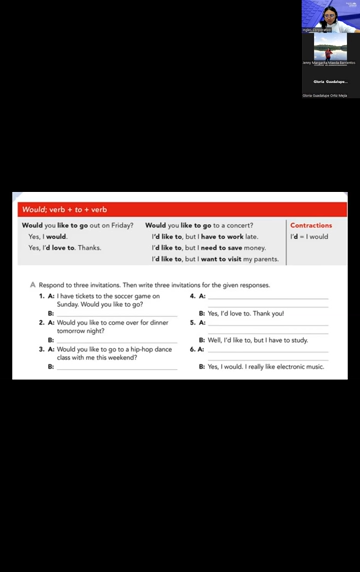 Gloria Guadalupe...
Gloria Guadalupe Ortiz Mejia
Would; verb + to + verb
Would you like to go out on Friday?
Yes, I would.
Yes, I'd love to. Thanks.
Would you like to go to a concert?
I'd like to, but I have to work late.
I'd like to, but I need to save money.
I'd like to, but I want to visit my parents.
Contractions
I'd = I would
A Respond to three invitations. Then write three invitations for the given responses.
1. A: I have tickets to the soccer game on
Sunday. Would you like to go?
B:
2. A: Would you like to come over for dinner
tomorrow night?
B:
3. A: Would you like to go to a hip-hop dance
class with me this weekend?
B:
4. A:
B: Yes, I'd love to. Thank you!
5. A:
B: Well, I'd like to, but I have to study.
6. A:
B: Yes, I would. I really like electronic music.